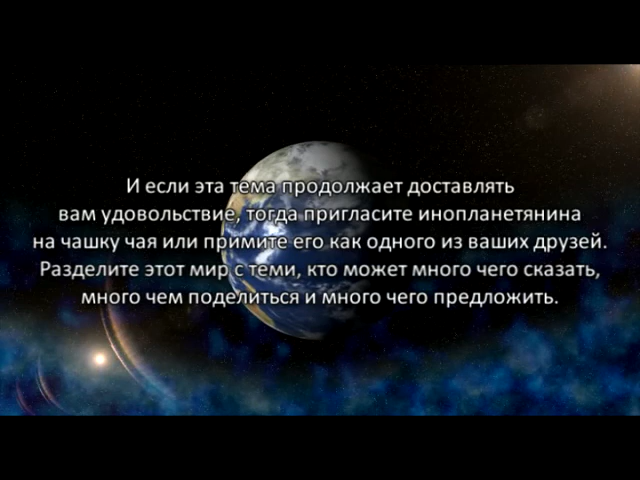 И если эта тема продолжает доставлять
вам удовольствие, тогда пригласите инопланетянина
на чашку чая или примите его как одного из ваших друзей.
Разделите этот мир с теми, кто может много чего сказать,
много чем поделиться и много чего предложить.